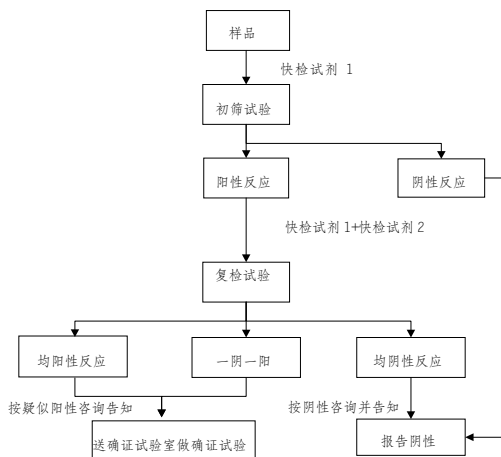 样品
快检试剂 1
初筛试验
阳性反应
阴性反应
快检试剂1+快检试剂2
复检试验
均阳性反应
一阴一阳
均阴性反应
按疑似阳性咨询告知
按阴性咨询并告知
送确证试验室做确证试验
报告阴性